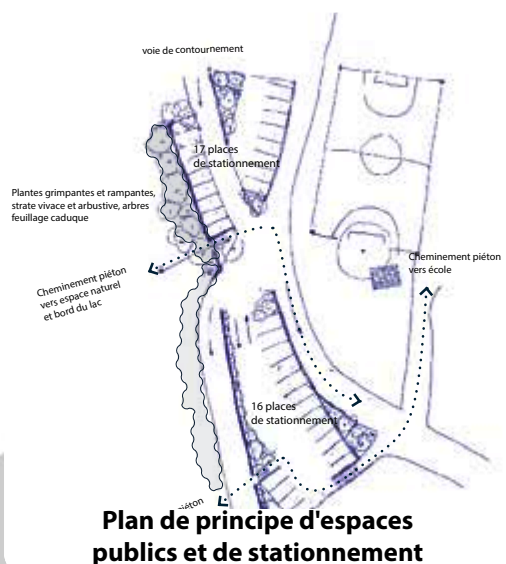 voie de contournement
17 places
de stationnement
Plantes grimpantes et rampantes,
strate vivace et arbustive, arbres
feuillage caduque
Cheminement piéton
vers école
Cheminement piéton
vers espace naturel
et bord du lac
16 places
de stationnement
piéton
Plan de principe d'espaces
publics et de stationnement